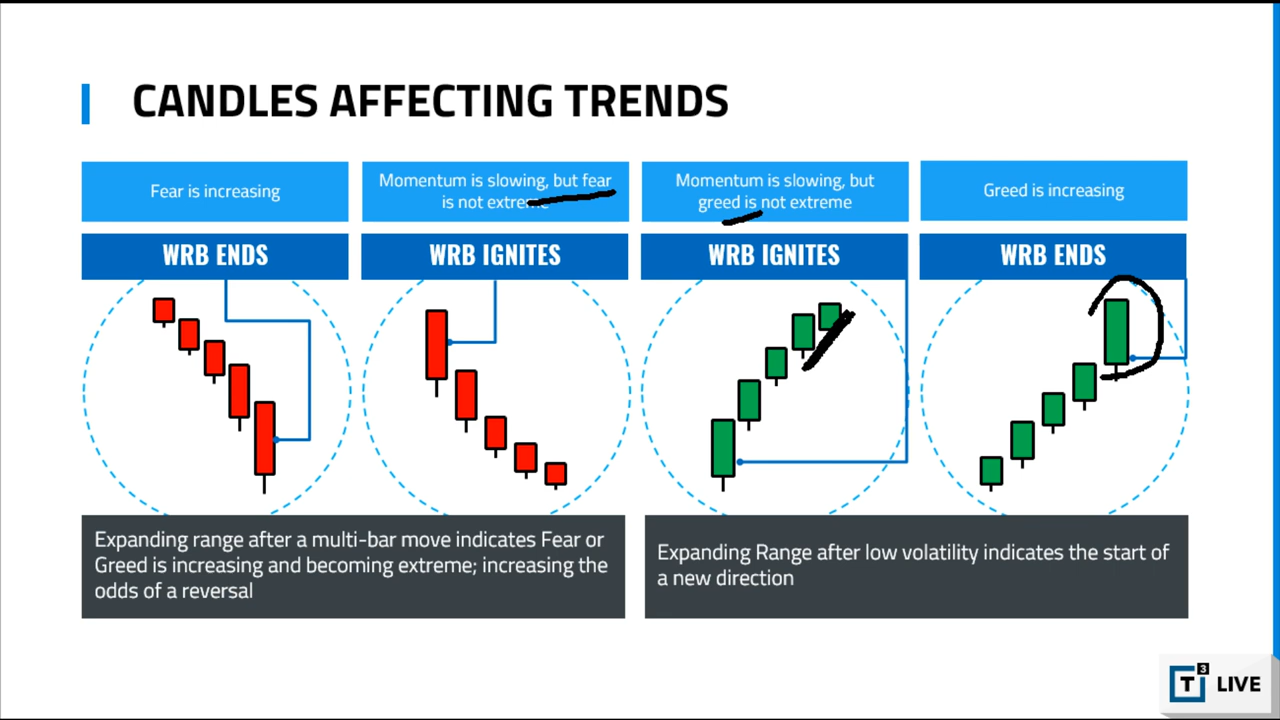 CANDLES AFFECTING TRENDS
Fear is increasing
Momentum is slowing, but fear
is not extreme
Momentum is slowing, but
greed is not extreme
Greed is increasing
WRB ENDS
WRB IGNITES
WRB IGNITES
WRB ENDS
Expanding range after a multi-bar move indicates Fear or
Greed is increasing and becoming extreme; increasing the
odds of a reversal
Expanding Range after low volatility indicates the start of
a new direction
T3 LIVE